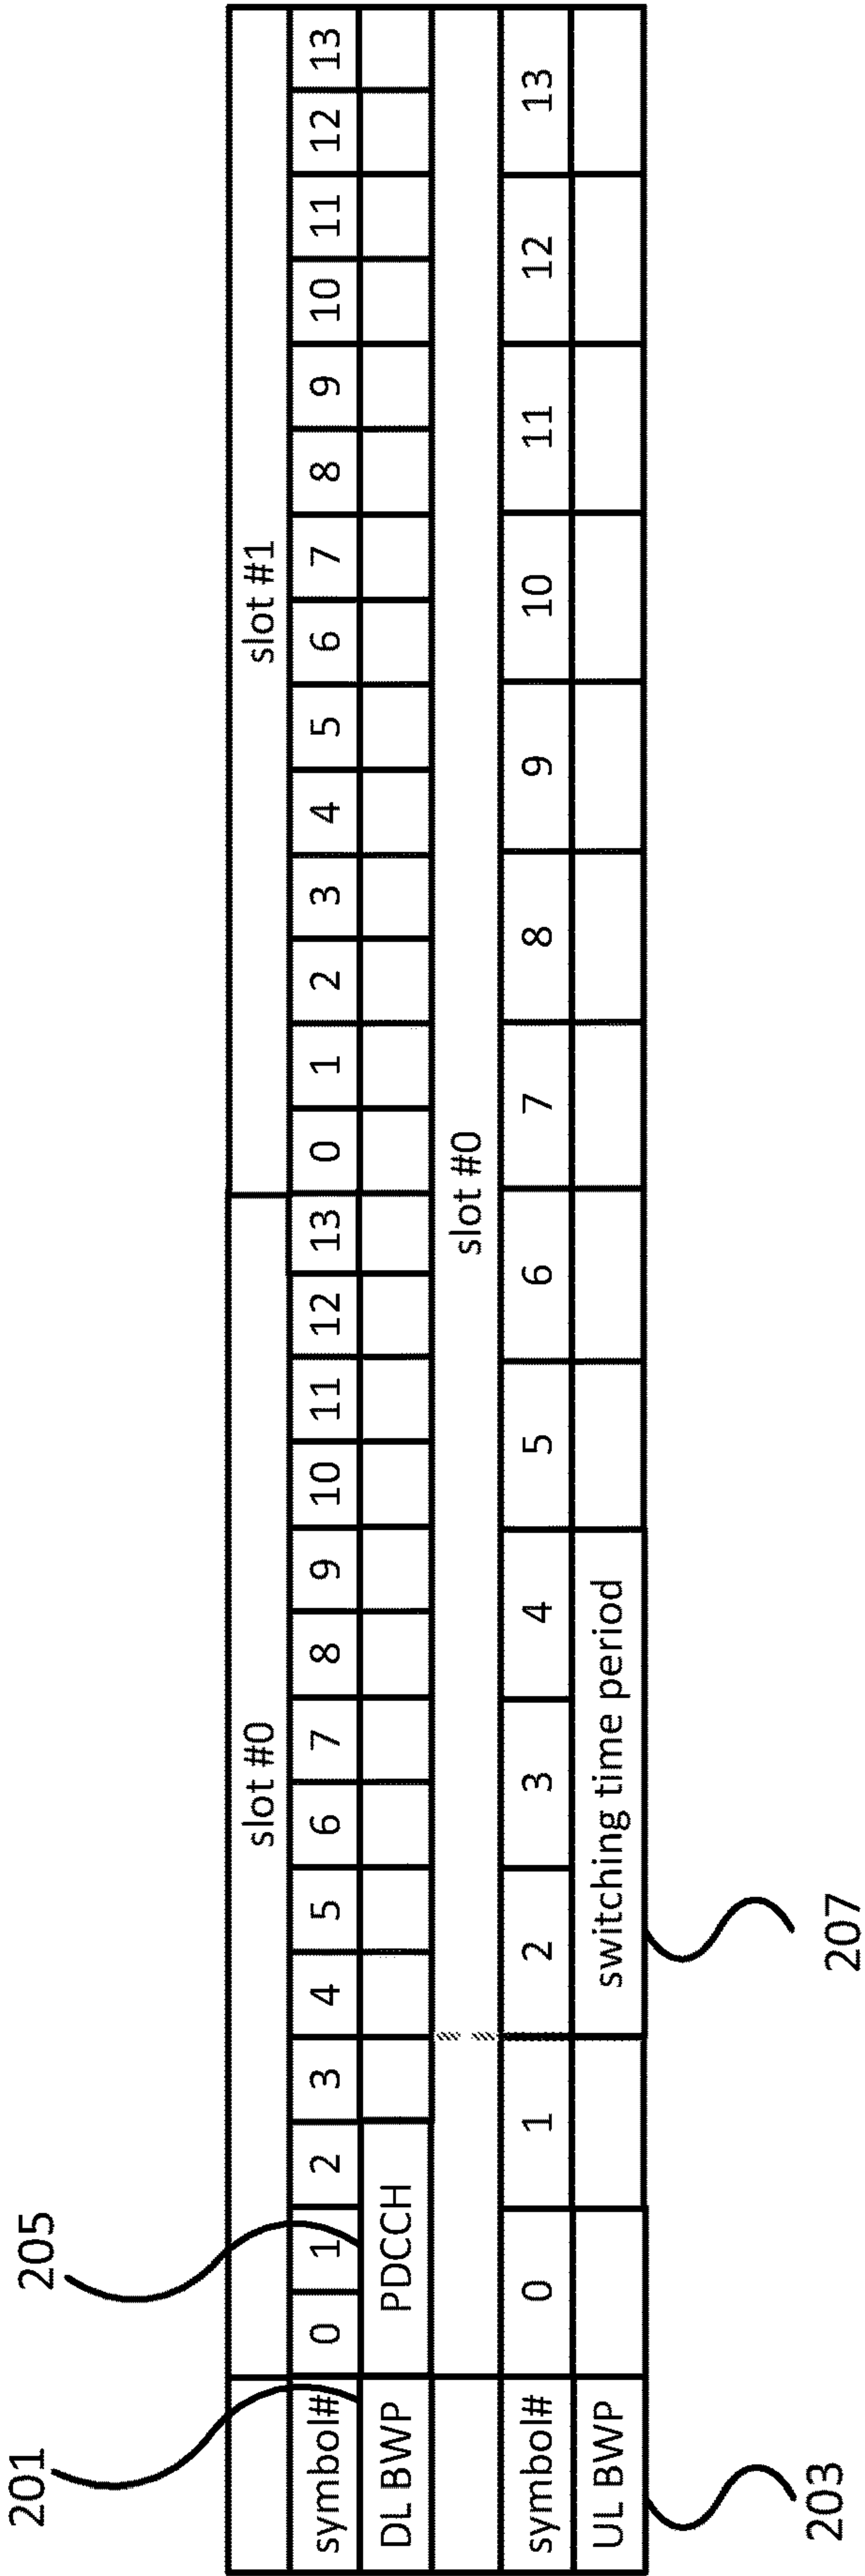 201
205
slot #0 slot #1
symbol# 0 1 2 3 4 5 6 7 8 9 10 11 12 13 0 1 2 3 4 5 6 7 8 9 10 11 12 13
DL BWP PDCCH
slot #0
symbol# 0 1 2 3 4 5 6 7 8 9 10 11 12 13
UL BWP switching time period
203
207